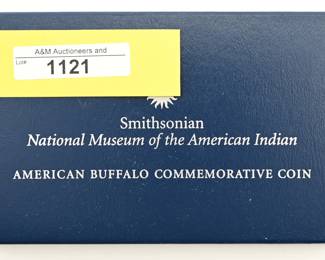 A&M Auctioneers and
Lot#
1121
Smithsonian
National Museum of the American Indian
AMERICAN BUFFALO COMMEMORATIVE COIN